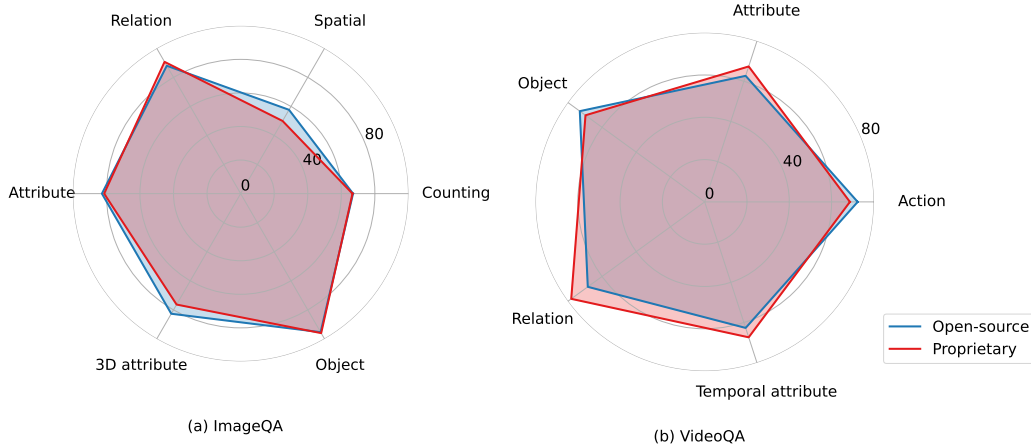 Relation
Spatial
80
40
0
Attribute
Counting
3D attribute
Object
(a) ImageQA
Attribute
Object
80
40
0
Action
Relation
Temporal attribute
Open-source
Proprietary
(b) VideoQA